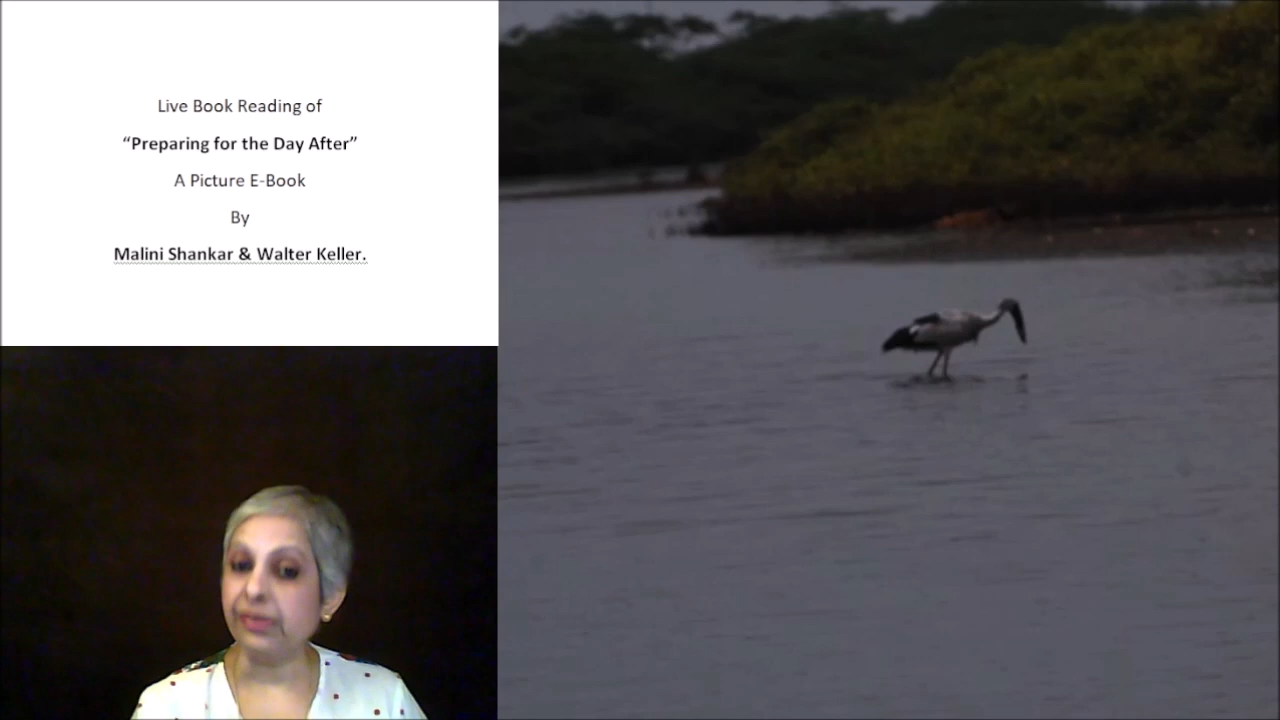 Live Book Reading of
“Preparing for the Day After”
A Picture E-Book
By
Malini Shankar & Walter Keller.